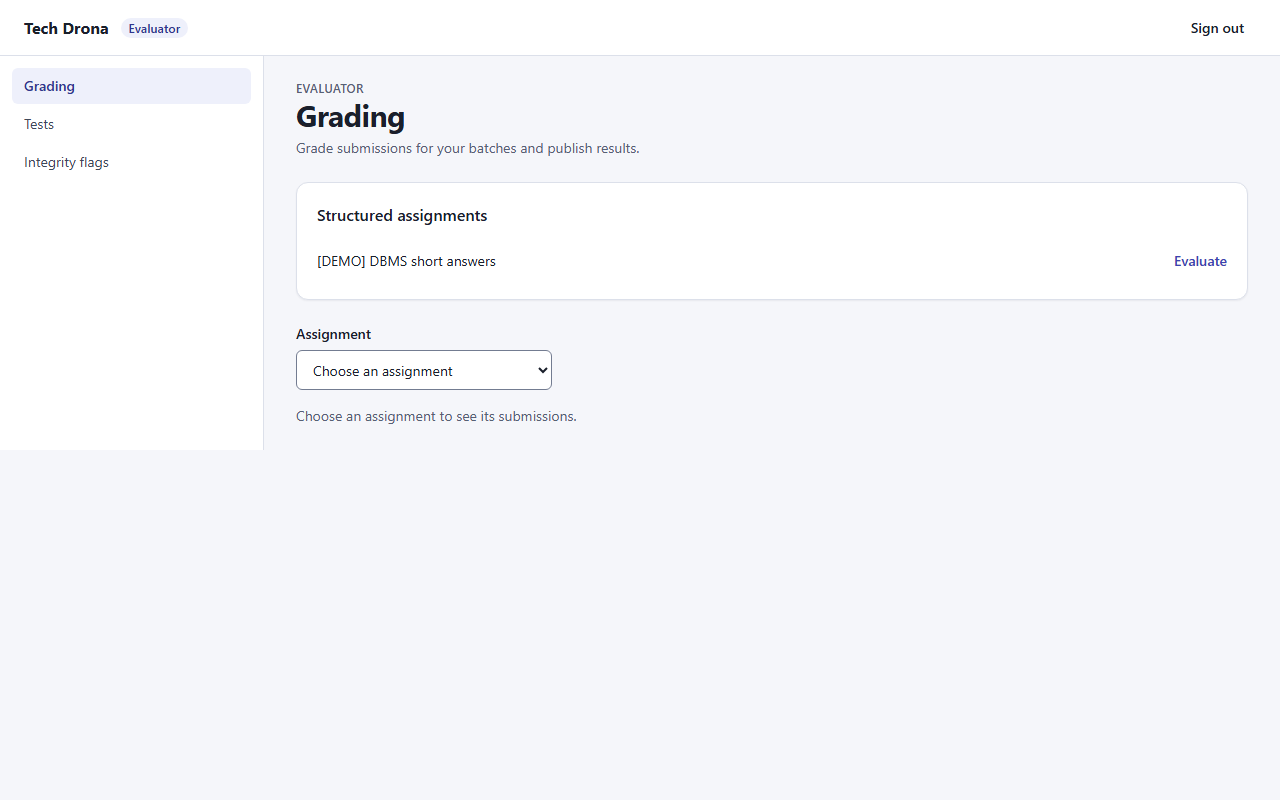 Tech Drona Evaluator Sign out
Grading
Tests
Integrity flags
EVALUATOR
Grading
Grade submissions for your batches and publish results.
Structured assignments
[DEMO] DBMS short answers Evaluate
Assignment
Choose an assignment
Choose an assignment to see its submissions.